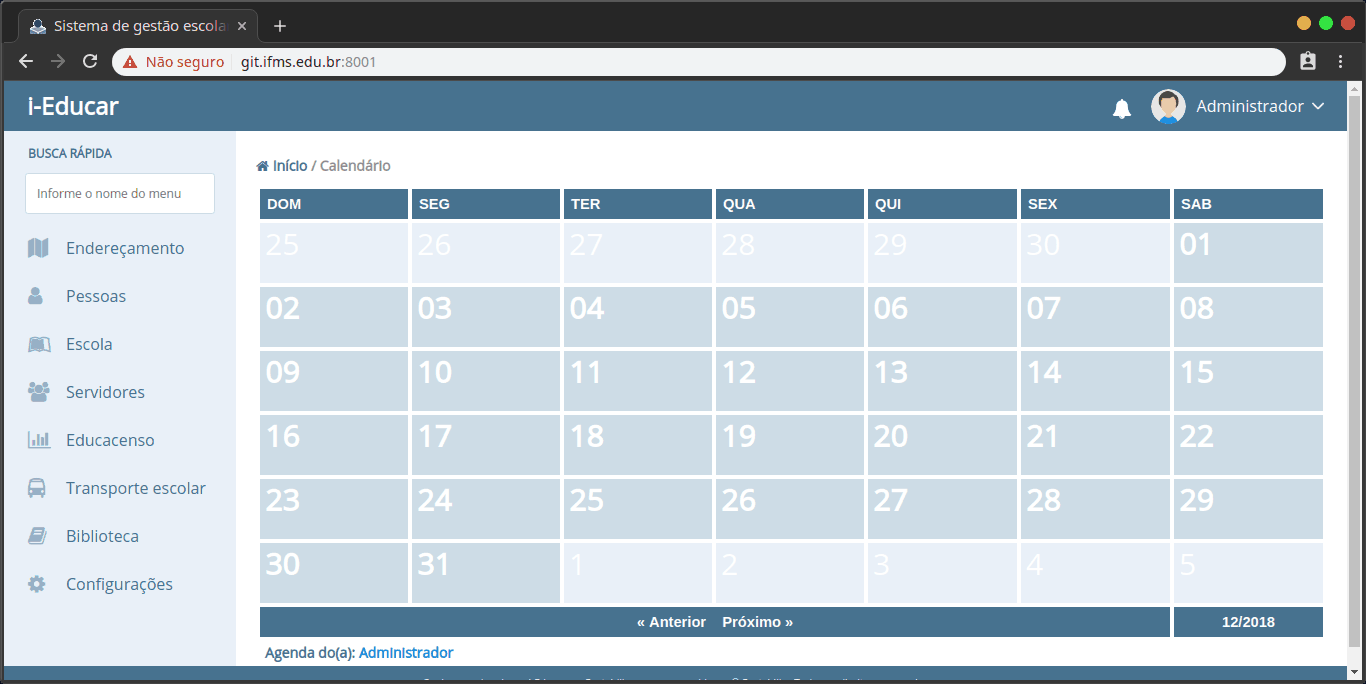 Sistema de gestão escola
Não seguro git.ifms.edu.br:8001
i-Educar
Administrador
BUSCA RÁPIDA
Informe o nome do menu
Endereçamento
Pessoas
Escola
Servidores
Educacenso
Transporte escolar
Biblioteca
Configurações
Início / Calendário
DOM SEG TER QUA QUI SEX SAB
25 26 27 28 29 30 01
02 03 04 05 06 07 08
09 10 11 12 13 14 15
16 17 18 19 20 21 22
23 24 25 26 27 28 29
30 31 1 2 3 4 5
« Anterior Próximo » 12/2018
Agenda do(a): Administrador